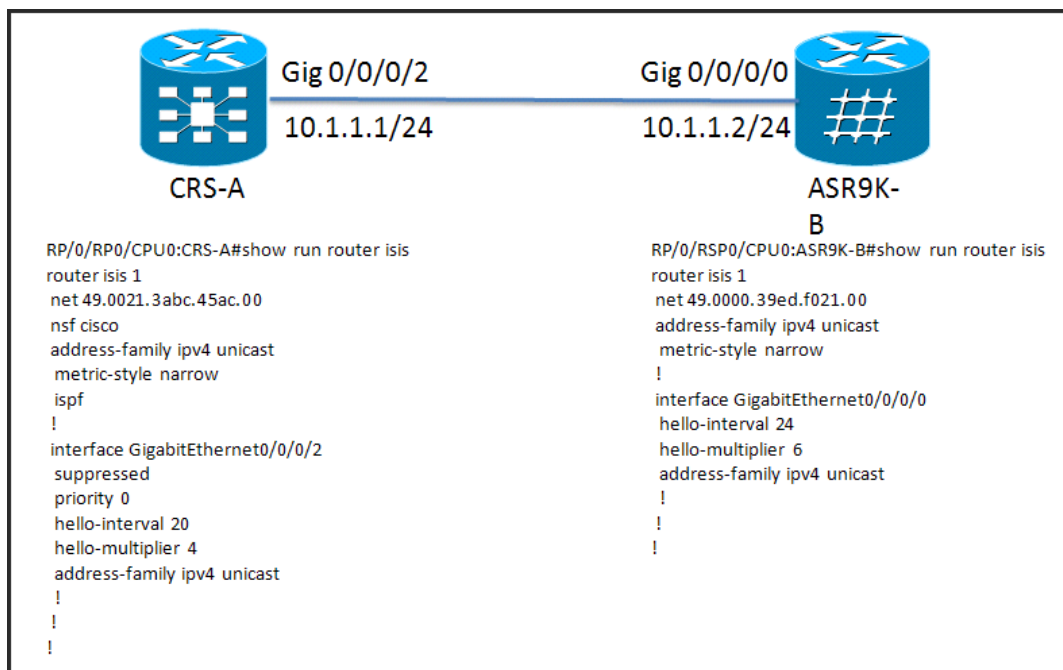 Gig 0/0/0/2
10.1.1.1/24
CRS-A
Gig 0/0/0/0
10.1.1.2/24
ASR9K-
B
RP/0/RP0/CPU0:CRS-A#show run router isis
router isis 1
net 49.0021.3abc.45ac.00
nsf cisco
address-family ipv4 unicast
metric-style narrow
ispf
!
interface GigabitEthernet0/0/0/2
suppressed
priority 0
hello-interval 20
hello-multiplier 4
address-family ipv4 unicast
!
!
!
RP/0/RSP0/CPU0:ASR9K-B#show run router isis
router isis 1
net 49.0000.39ed.f021.00
address-family ipv4 unicast
metric-style narrow
!
interface GigabitEthernet0/0/0/0
hello-interval 24
hello-multiplier 6
address-family ipv4 unicast
!
!
!